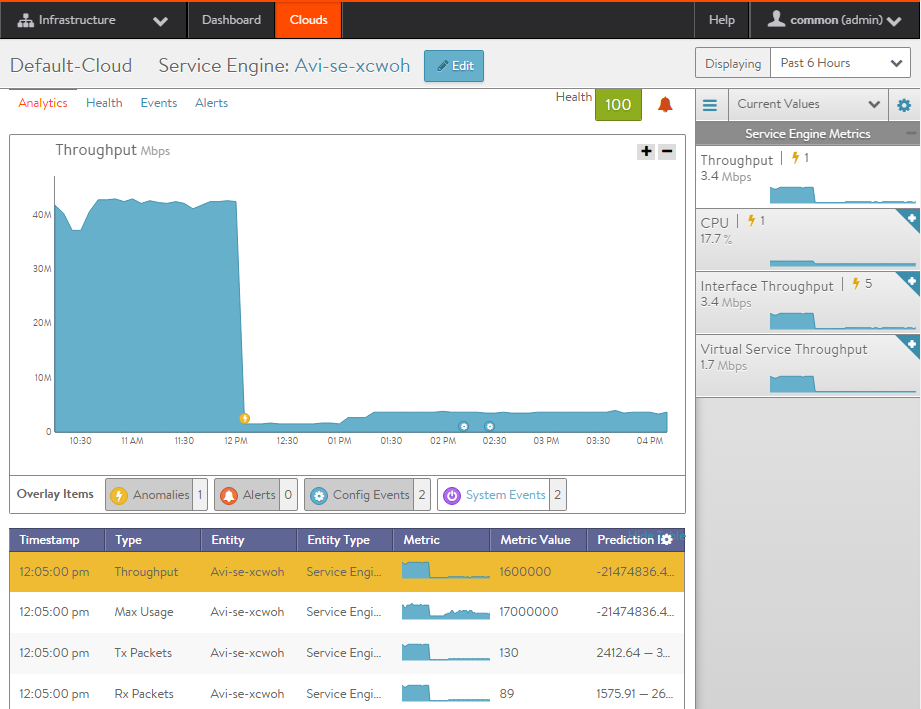 Infrastructure Dashboard Clouds Help common (admin)
Default-Cloud Service Engine: Avi-se-xcwoh Edit Displaying Past 6 Hours
Analytics Health Events Alerts Health 100
Throughput Mbps
40M
30M
20M
10M
0
10:30 11 AM 11:30 12 PM 12:30 01 PM 01:30 02 PM 02:30 03 PM 03:30 04 PM
Overlay Items Anomalies 1 Alerts 0 Config Events 2 System Events 2
Timestamp Type Entity Entity Type Metric Metric Value Prediction I
12:05:00 pm Throughput Avi-se-xcwoh Service Engi... 1600000 -21474836.4...
12:05:00 pm Max Usage Avi-se-xcwoh Service Engi... 17000000 -21474836.4...
12:05:00 pm Tx Packets Avi-se-xcwoh Service Engi... 130 2412.64 — 3...
12:05:00 pm Rx Packets Avi-se-xcwoh Service Engi... 89 1575.91 — 26...
Current Values
Service Engine Metrics
Throughput 1
3.4 Mbps
CPU 1
17.7 %
Interface Throughput 5
3.4 Mbps
Virtual Service Throughput
1.7 Mbps